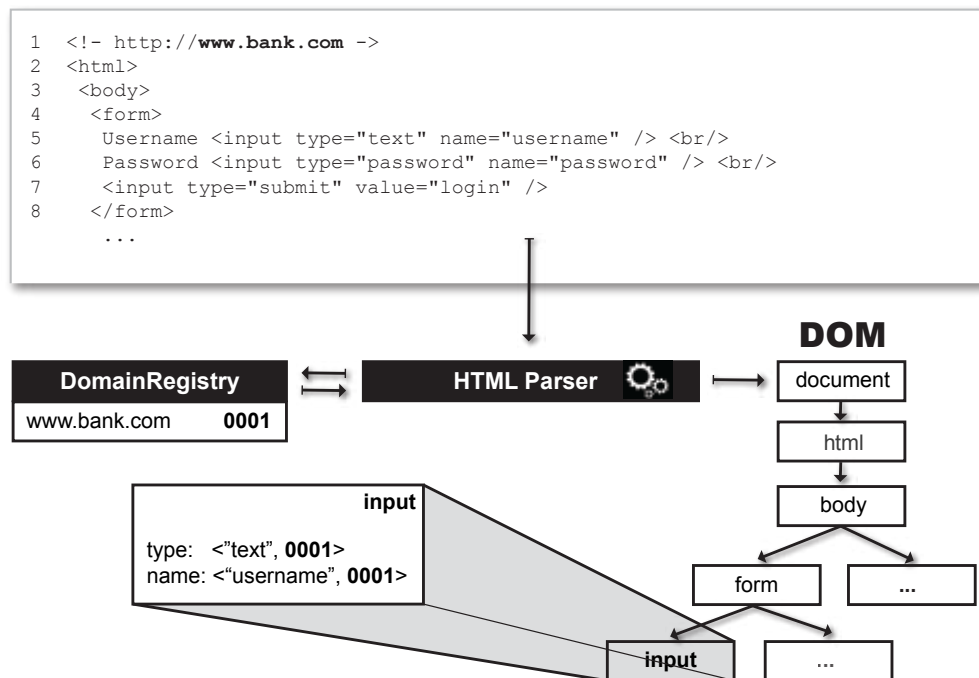 1 <!- http://www.bank.com ->
2 <html>
3 <body>
4 <form>
5 Username <input type="text" name="username" /> <br/>
6 Password <input type="password" name="password" /> <br/>
7 <input type="submit" value="login" />
8 </form>
...
DOM
DomainRegistry
HTML Parser
document
www.bank.com 0001
html
input
body
type: <”text”, 0001>
name: <“username”, 0001>
form
...
input
...